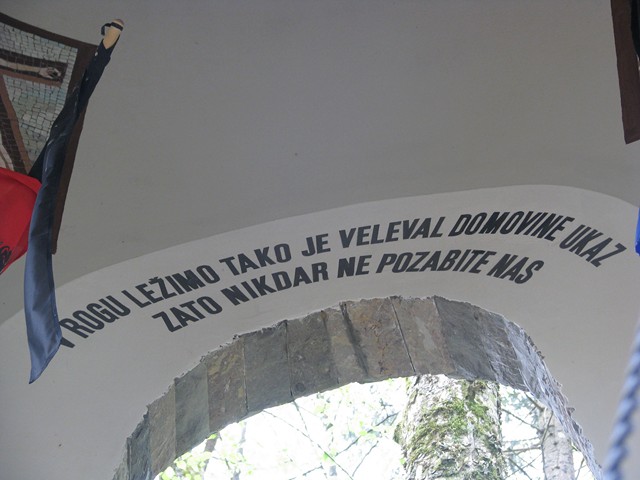 ROGU LEŽIMO TAKO JE VELEVAL DOMOVINE UKAZ
ZATO NIKDAR NE POZABITE NAS